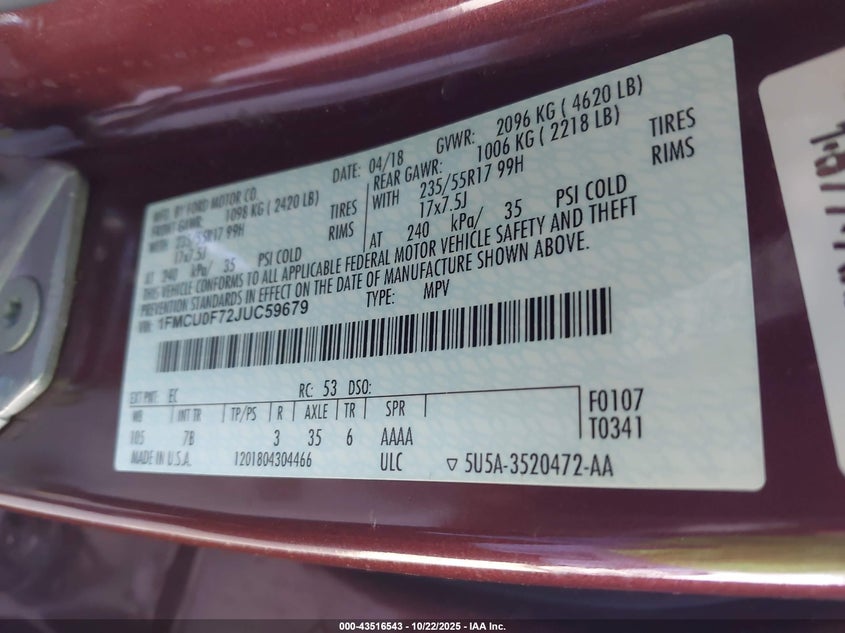 MFD. BY FORD MOTOR CO.
DATE: 04/18 GVWR: 2096 KG ( 4620 LB)
FRONT GAWR: 1098 KG ( 2420 LB)
REAR GAWR: 1006 KG ( 2218 LB)
WITH 235/55R17 99H TIRES
WITH 235/55R17 99H TIRES
17x7.5J RIMS
17x7.5J RIMS
AT 240 kPa/ 35 PSI COLD
AT 240 kPa/ 35 PSI COLD
THIS VEHICLE CONFORMS TO ALL APPLICABLE FEDERAL MOTOR VEHICLE SAFETY AND THEFT
PREVENTION STANDARDS IN EFFECT ON THE DATE OF MANUFACTURE SHOWN ABOVE.
VIN: 1FMCU0F72JUC59679 TYPE: MPV
EXT PNT: EC RC: 53 DSO:
WB INT TR TP/PS R AXLE TR SPR
F0107
105 7B 3 35 6 AAAA
T0341
MADE IN U.S.A. 1201804304466 ULC ▽ 5U5A-3520472-AA
000-43516543 - 10/22/2025 - IAA Inc.